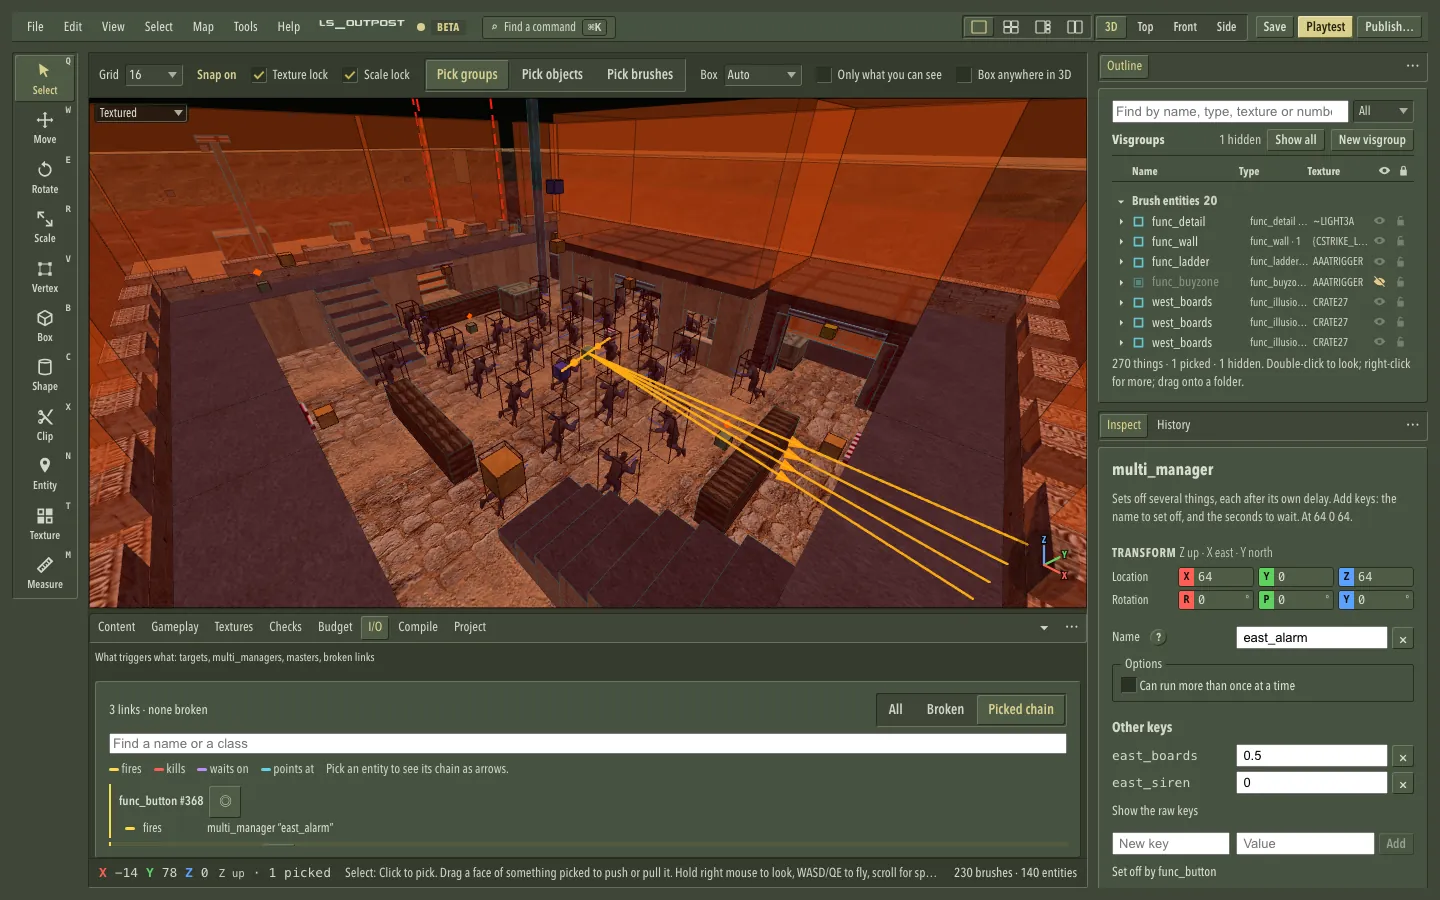 File Edit View Select Map Tools Help LS_OUTPOST BETA Find a command ⌘K 3D Top Front Side Save Playtest Publish...
Select Q
Move W
Rotate E
Scale R
Vertex V
Box B
Shape C
Clip X
Entity N
Texture T
Measure M
Grid 16 Snap on Texture lock Scale lock Pick groups Pick objects Pick brushes Box Auto Only what you can see Box anywhere in 3D
Textured
Z
Y
X
Content Gameplay Textures Checks Budget I/O Compile Project
What triggers what: targets, multi_managers, masters, broken links
3 links · none broken All Broken Picked chain
Find a name or a class
fires kills waits on points at Pick an entity to see its chain as arrows.
func_button #368
fires multi_manager "east_alarm"
X -14 Y 78 Z 0 Z up · 1 picked Select: Click to pick. Drag a face of something picked to push or pull it. Hold right mouse to look, WASD/QE to fly, scroll for sp... 230 brushes · 140 entities
Outline
Find by name, type, texture or numb All
Visgroups 1 hidden Show all New visgroup
Name Type Texture
Brush entities 20
func_detail func_detail ... ~LIGHT3A
func_wall func_wall · 1 {CSTRIKE_L...
func_ladder func_ladder... AAATRIGGER
func_buyzone func_buyzo... AAATRIGGER
west_boards func_illusio... CRATE27
west_boards func_illusio... CRATE27
west_boards func_illusio... CRATE27
270 things · 1 picked · 1 hidden. Double-click to look; right-click
for more; drag onto a folder.
Inspect History
multi_manager
Sets off several things, each after its own delay. Add keys: the
name to set off, and the seconds to wait. At 64 0 64.
TRANSFORM Z up · X east · Y north
Location X 64 Y 0 Z 64
Rotation R 0 ° P 0 ° Y 0 °
Name ? east_alarm ×
Options
Can run more than once at a time
Other keys
east_boards 0.5 ×
east_siren 0 ×
Show the raw keys
New key Value Add
Set off by func_button